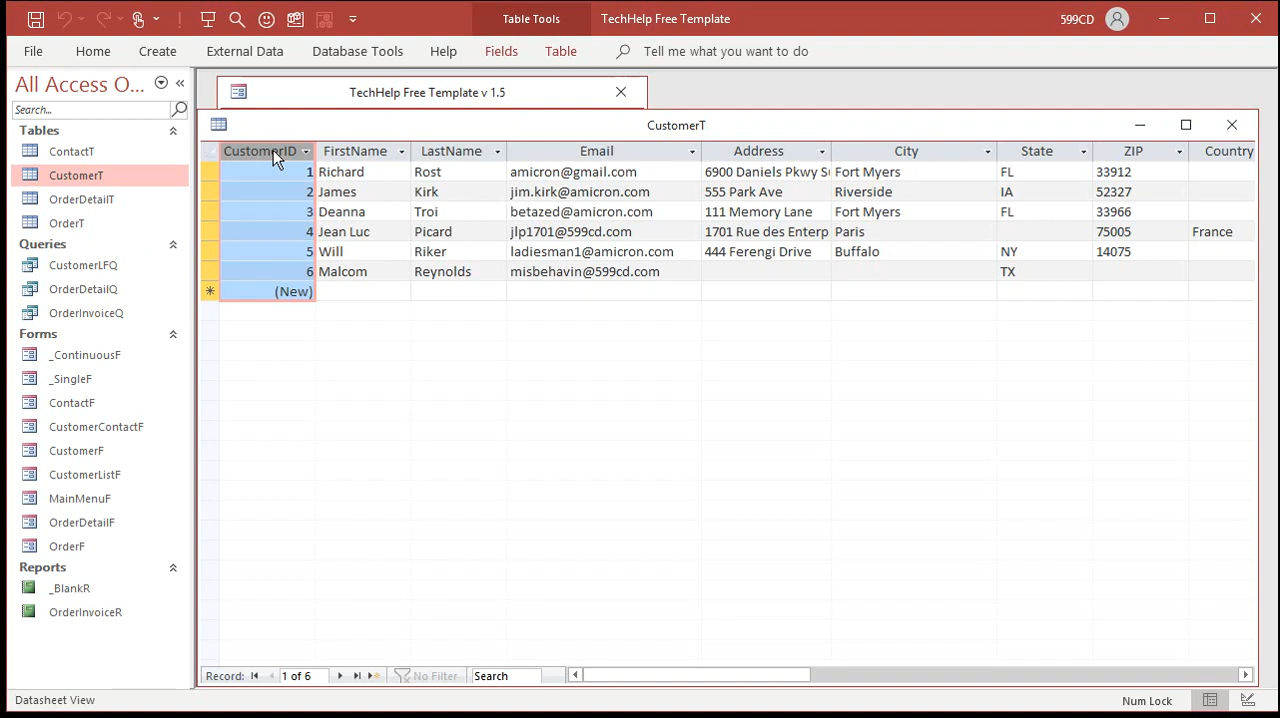 Table Tools TechHelp Free Template 599CD
File Home Create External Data Database Tools Help Fields Table Tell me what you want to do
All Access O...
Search...
Tables
ContactT
CustomerT
OrderDetailT
OrderT
Queries
CustomerLFQ
OrderDetailQ
OrderInvoiceQ
Forms
_ContinuousF
_SingleF
ContactF
CustomerContactF
CustomerF
CustomerListF
MainMenuF
OrderDetailF
OrderF
Reports
_BlankR
OrderInvoiceR
TechHelp Free Template v 1.5
CustomerT
CustomerID FirstName LastName Email Address City State ZIP Country
1 Richard Rost amicron@gmail.com 6900 Daniels Pkwy Su Fort Myers FL 33912
2 James Kirk jim.kirk@amicron.com 555 Park Ave Riverside IA 52327
3 Deanna Troi betazed@amicron.com 111 Memory Lane Fort Myers FL 33966
4 Jean Luc Picard jlp1701@599cd.com 1701 Rue des Enterp Paris 75005 France
5 Will Riker ladiesman1@amicron.com 444 Ferengi Drive Buffalo NY 14075
6 Malcom Reynolds misbehavin@599cd.com TX
(New)
Record: 1 of 6 No Filter Search
Datasheet View Num Lock